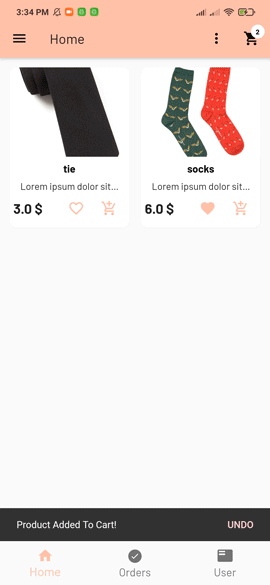 3:34 PM
Home
2
tie
socks
Lorem ipsum dolor sit...
Lorem ipsum dolor sit...
3.0 $
6.0 $
Product Added To Cart!
UNDO
Home
Orders
User